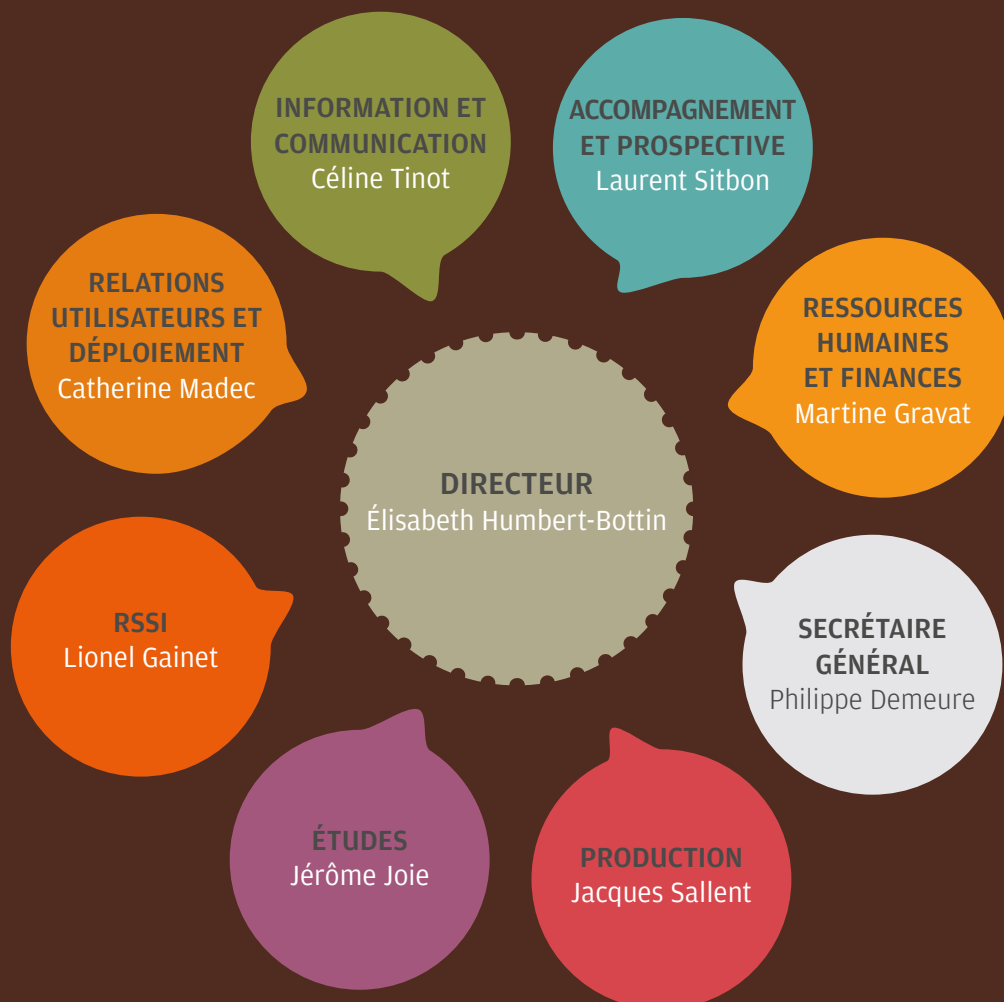 INFORMATION ET
COMMUNICATION
Céline Tinot
ACCOMPAGNEMENT
ET PROSPECTIVE
Laurent Sitbon
RELATIONS
UTILISATEURS ET
DÉPLOIEMENT
Catherine Madec
RESSOURCES
HUMAINES
ET FINANCES
Martine Gravat
DIRECTEUR
Élisabeth Humbert-Bottin
RSSI
Lionel Gainet
SECRÉTAIRE
GÉNÉRAL
Philippe Demeure
ÉTUDES
Jérôme Joie
PRODUCTION
Jacques Sallent